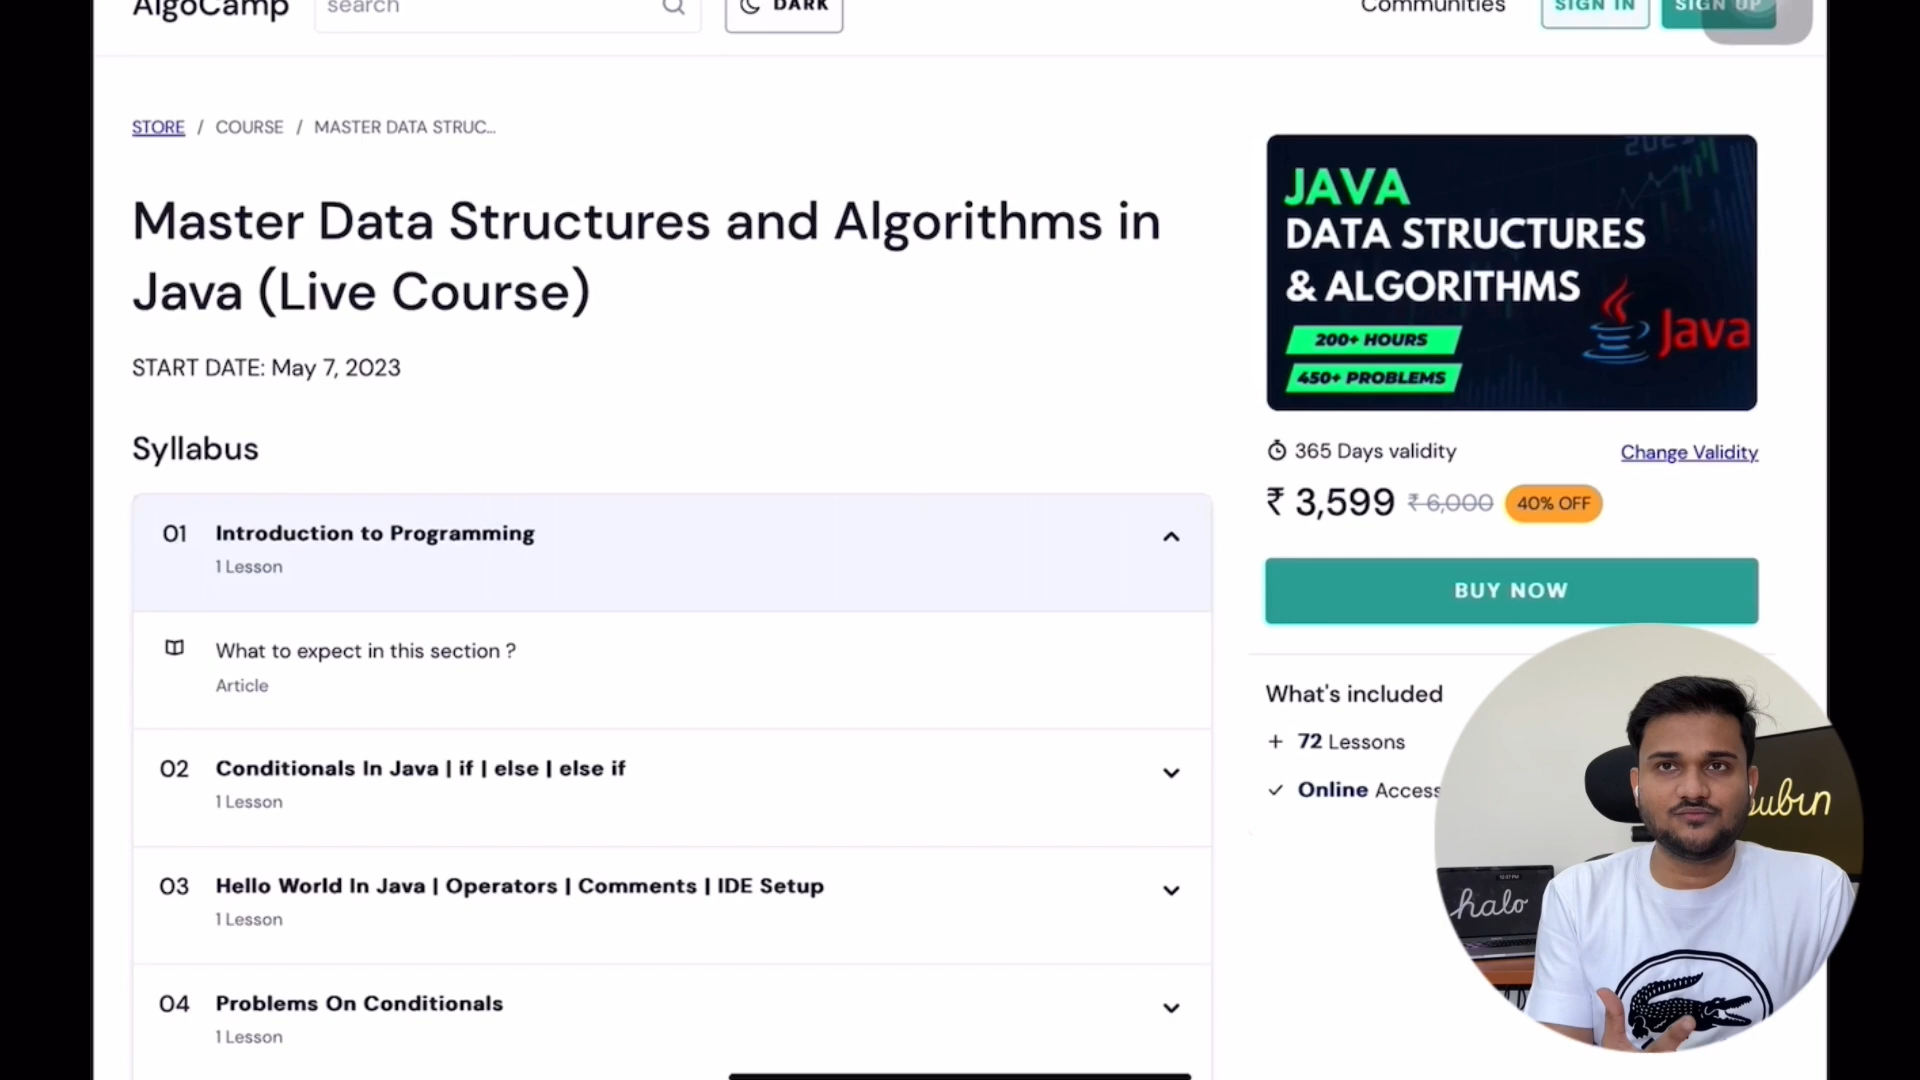 AlgoCamp
search
DARK
Communities
SIGN IN
SIGN UP
STORE / COURSE / MASTER DATA STRUC...
Master Data Structures and Algorithms in
Java (Live Course)
START DATE: May 7, 2023
Syllabus
01 Introduction to Programming
1 Lesson
What to expect in this section ?
Article
02 Conditionals In Java | if | else | else if
1 Lesson
03 Hello World In Java | Operators | Comments | IDE Setup
1 Lesson
04 Problems On Conditionals
1 Lesson
2023
JAVA
DATA STRUCTURES
& ALGORITHMS
200+ HOURS
450+ PROBLEMS
Java
365 Days validity
Change Validity
₹ 3,599 ₹ 6,000 40% OFF
BUY NOW
What's included
+ 72 Lessons
Online Access
halo